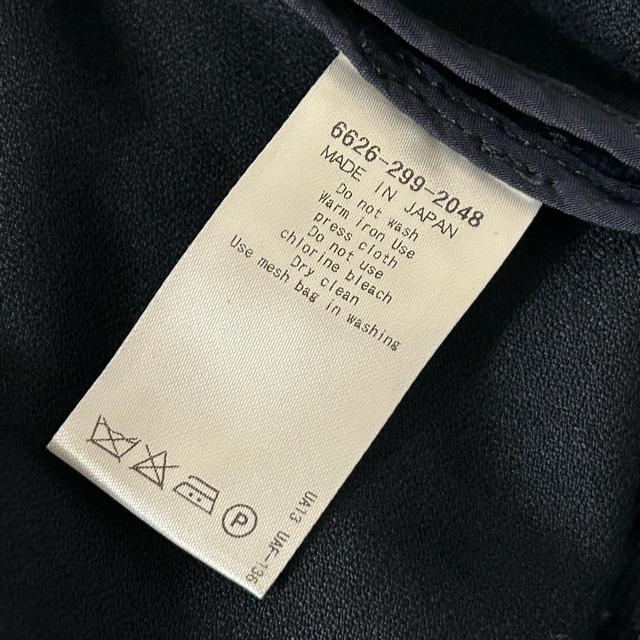 6626-299-2048
MADE IN JAPAN
Do not wash
Warm Iron Use
press cloth
Do not use
chlorine bleach
Dry clean
Use mesh bag in washing
P
UA13 UAF-136